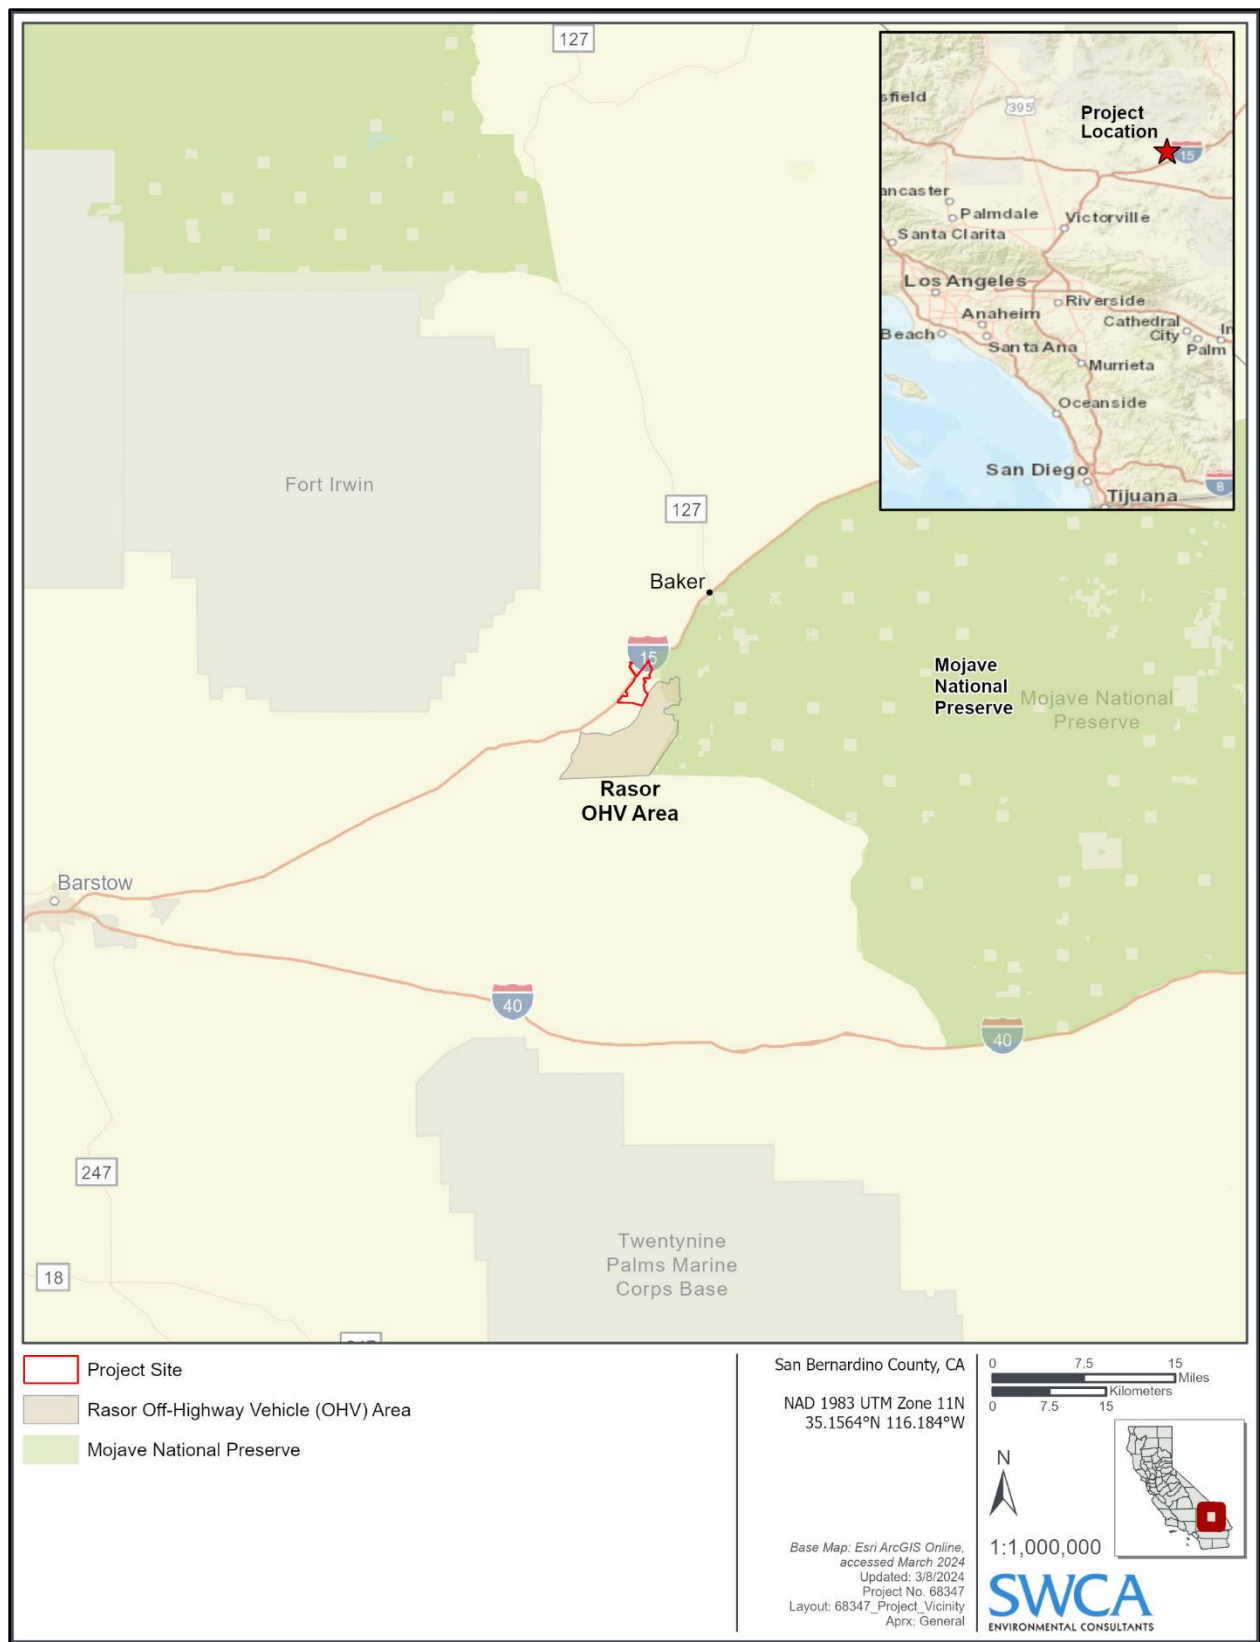 127
sfield
395
Project
Location
15
ancaster
Palmdale
Victorville
Santa Clarita
Los Angeles
Riverside
Anaheim
Cathedral
City
In
Beach
Santa Ana
Palm
Murrieta
Oceanside
San Diego
8
Tijuana
Fort Irwin
127
Baker
15
Mojave
National
Preserve
Mojave National
Preserve
Rasor
OHV Area
Barstow
40
40
247
Twentynine
Palms Marine
Corps Base
18
Project Site
Rasor Off-Highway Vehicle (OHV) Area
Mojave National Preserve
San Bernardino County, CA
NAD 1983 UTM Zone 11N
35.1564°N 116.184°W
Base Map: Esri ArcGIS Online,
accessed March 2024
Updated: 3/8/2024
Project No. 68347
Layout: 68347_Project_Vicinity
Aprx: General
0 7.5 15
Miles
Kilometers
0 7.5 15
N
1:1,000,000
SWCA
ENVIRONMENTAL CONSULTANTS